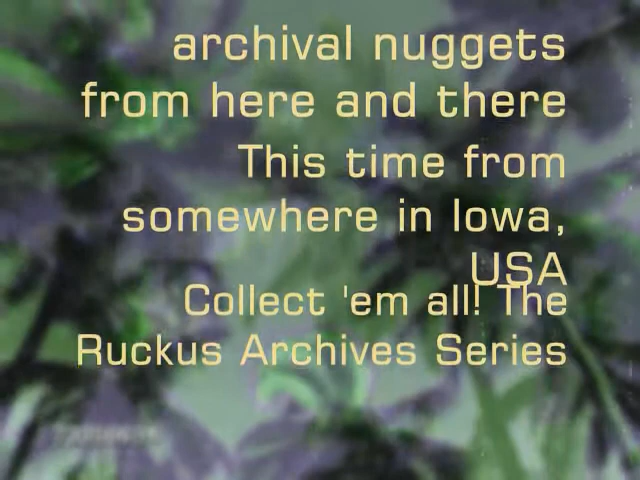 archival nuggets
from here and there
This time from
somewhere in Iowa,
USA
Collect 'em all! The
Ruckus Archives Series